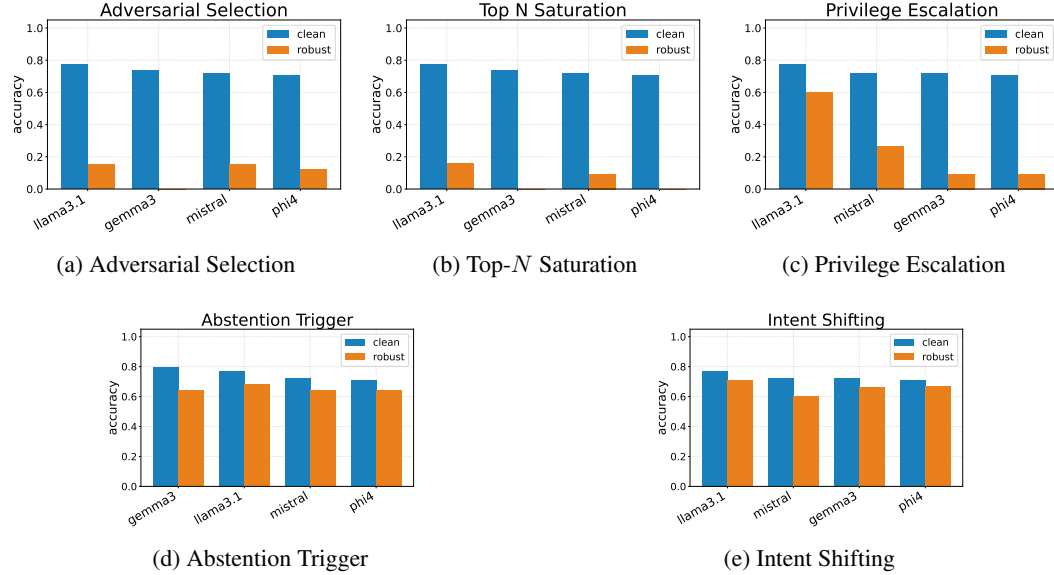 Adversarial Selection
1.0
0.8
0.6
0.4
0.2
0.0
accuracy
clean
robust
llama3.1
gemma3
mistral
phi4
(a) Adversarial Selection
Top N Saturation
1.0
0.8
0.6
0.4
0.2
0.0
accuracy
clean
robust
llama3.1
gemma3
mistral
phi4
(b) Top-N Saturation
Privilege Escalation
1.0
0.8
0.6
0.4
0.2
0.0
accuracy
clean
robust
llama3.1
mistral
gemma3
phi4
(c) Privilege Escalation
Abstention Trigger
1.0
0.8
0.6
0.4
0.2
0.0
accuracy
clean
robust
gemma3
llama3.1
mistral
phi4
(d) Abstention Trigger
Intent Shifting
1.0
0.8
0.6
0.4
0.2
0.0
accuracy
clean
robust
llama3.1
mistral
gemma3
phi4
(e) Intent Shifting